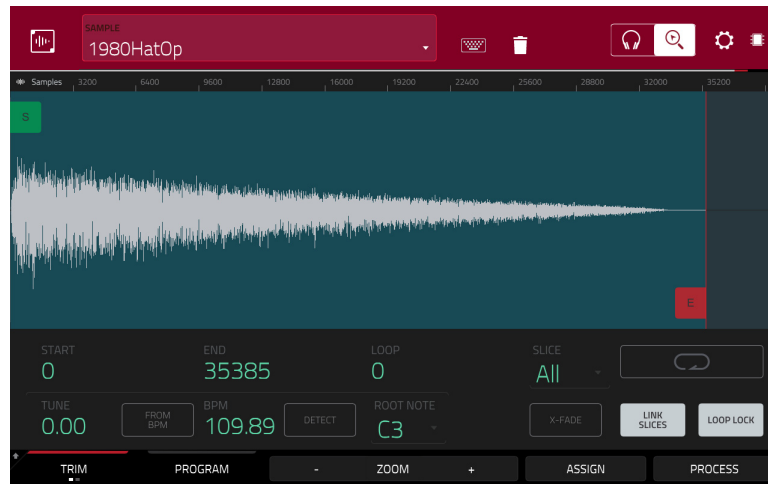 SAMPLE
1980HatOp
Samples 3200 6400 9600 12800 16000 19200 22400 25600 28800 32000 35200
S
E
START END LOOP SLICE
0 35385 0 All
TUNE BPM ROOT NOTE
0.00 FROM BPM 109.89 DETECT C3 X-FADE LINK SLICES LOOP LOCK
TRIM PROGRAM - ZOOM + ASSIGN PROCESS